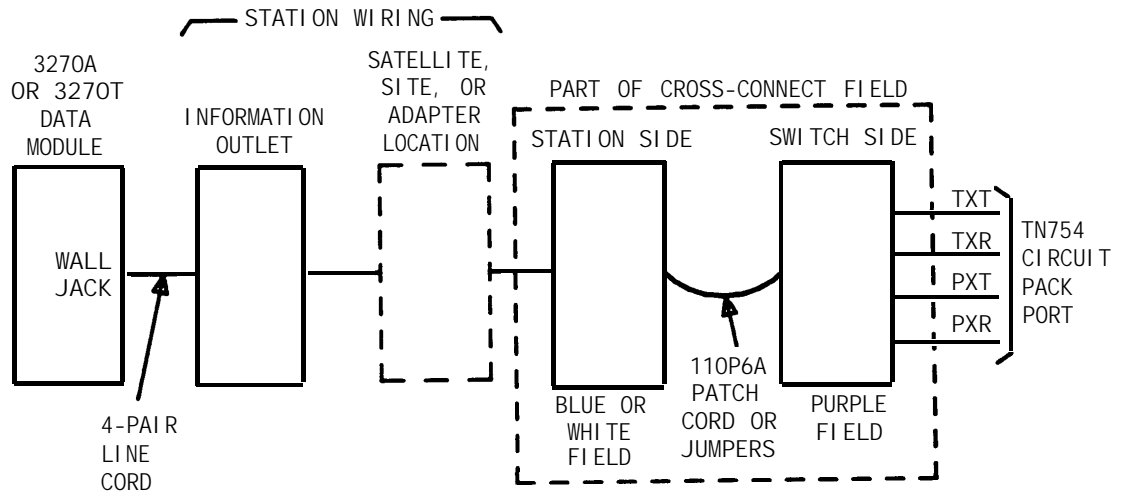 STATION WIRING
3270A
OR 3270T
DATA
MODULE
INFORMATION
OUTLET
SATELLITE,
SITE, OR
ADAPTER
LOCATION
PART OF CROSS-CONNECT FIELD
STATION SIDE
SWITCH SIDE
WALL
JACK
TXT
TXR
PXT
PXR
TN754
CIRCUIT
PACK
PORT
4-PAIR
LINE
CORD
BLUE OR
WHITE
FIELD
110P6A
PATCH
CORD OR
JUMPERS
PURPLE
FIELD